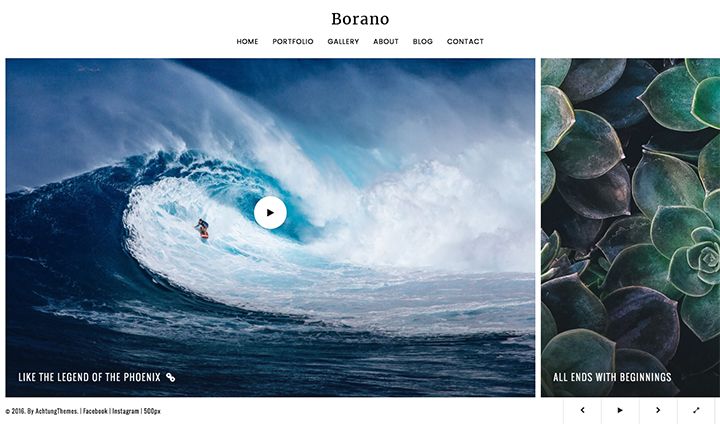 Borano
HOME PORTFOLIO GALLERY ABOUT BLOG CONTACT
LIKE THE LEGEND OF THE PHOENIX
ALL ENDS WITH BEGINNINGS
© 2016. By AchtungThemes. | Facebook | Instagram | 500px